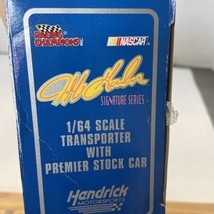 RACING CHAMPIONS
NASCAR
SIGNATURE SERIES
1/64 SCALE
TRANSPORTER
WITH
PREMIER STOCK CAR
Hendrick
MOTORSPORTS